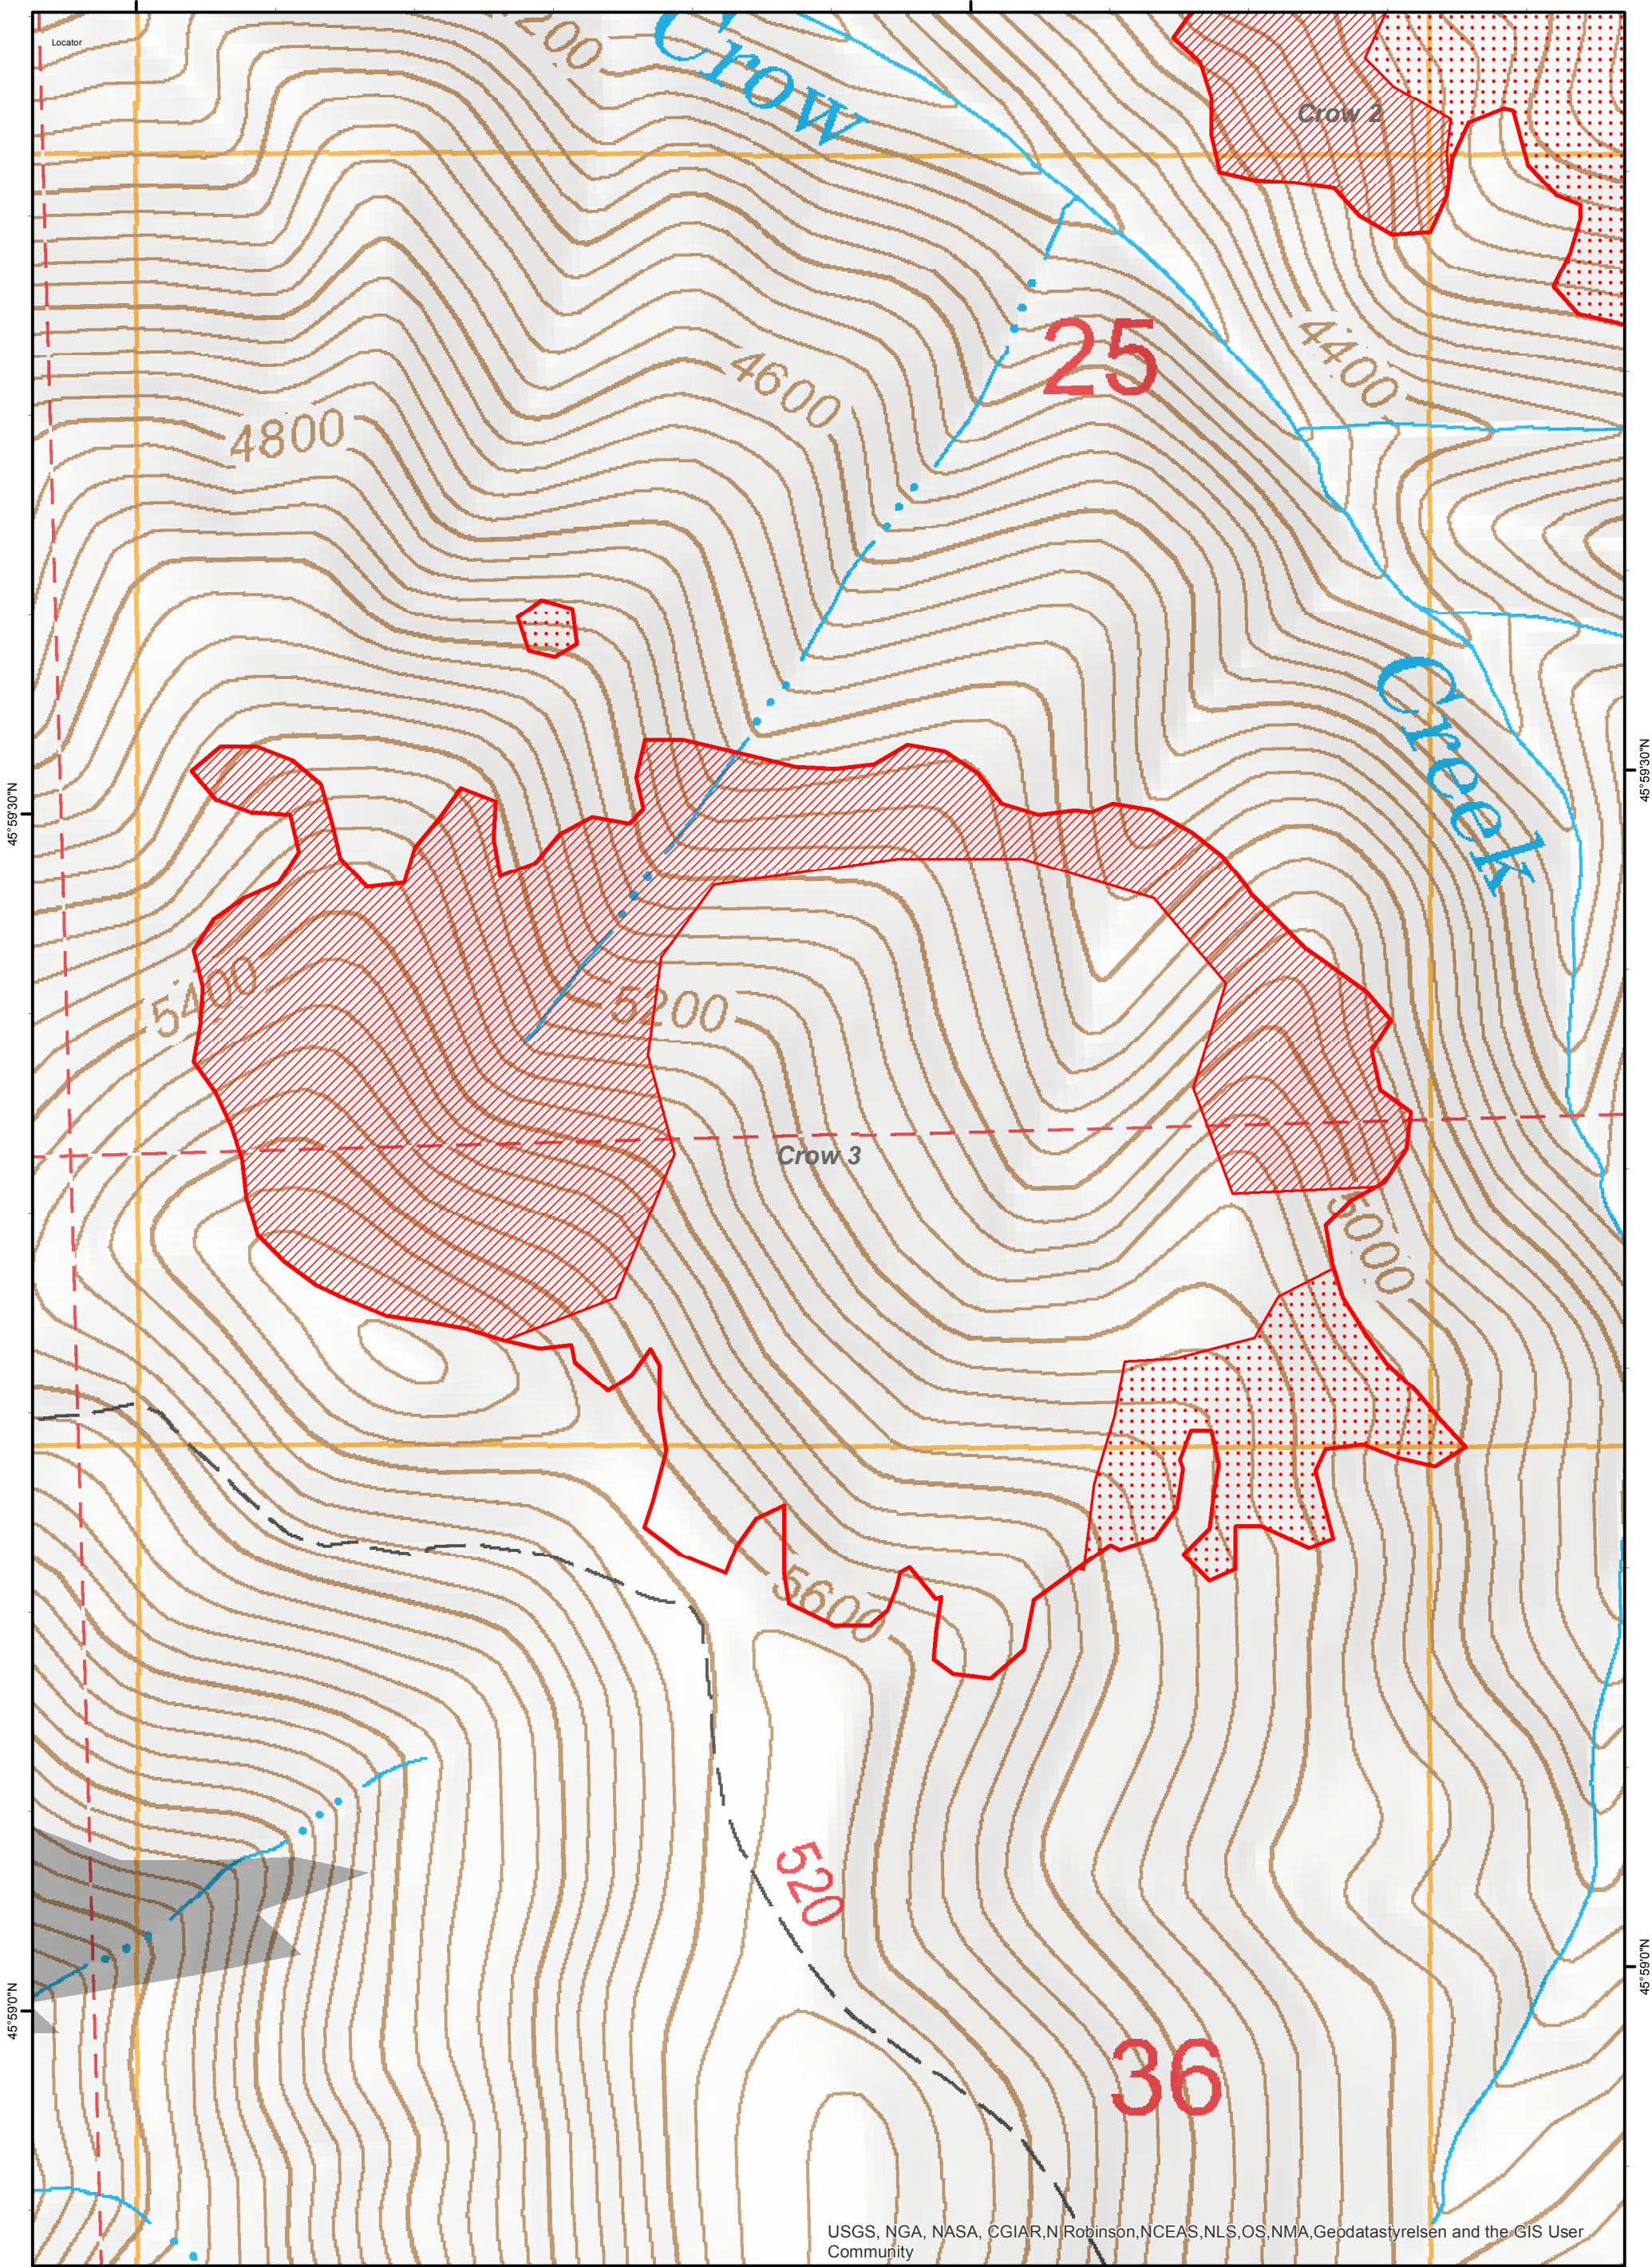 Locator
200
Crow
Crow 2
25
4400
4600
4800
Creek
45°59'30"N
45°59'30"N
5400
5200
Crow 3
5000
5600
520
45°59'0"N
45°59'0"N
36
USGS, NGA, NASA, CGIAR,N Robinson,NCEAS,NLS,OS,NMA,Geodatastyrelsen and the GIS User
Community